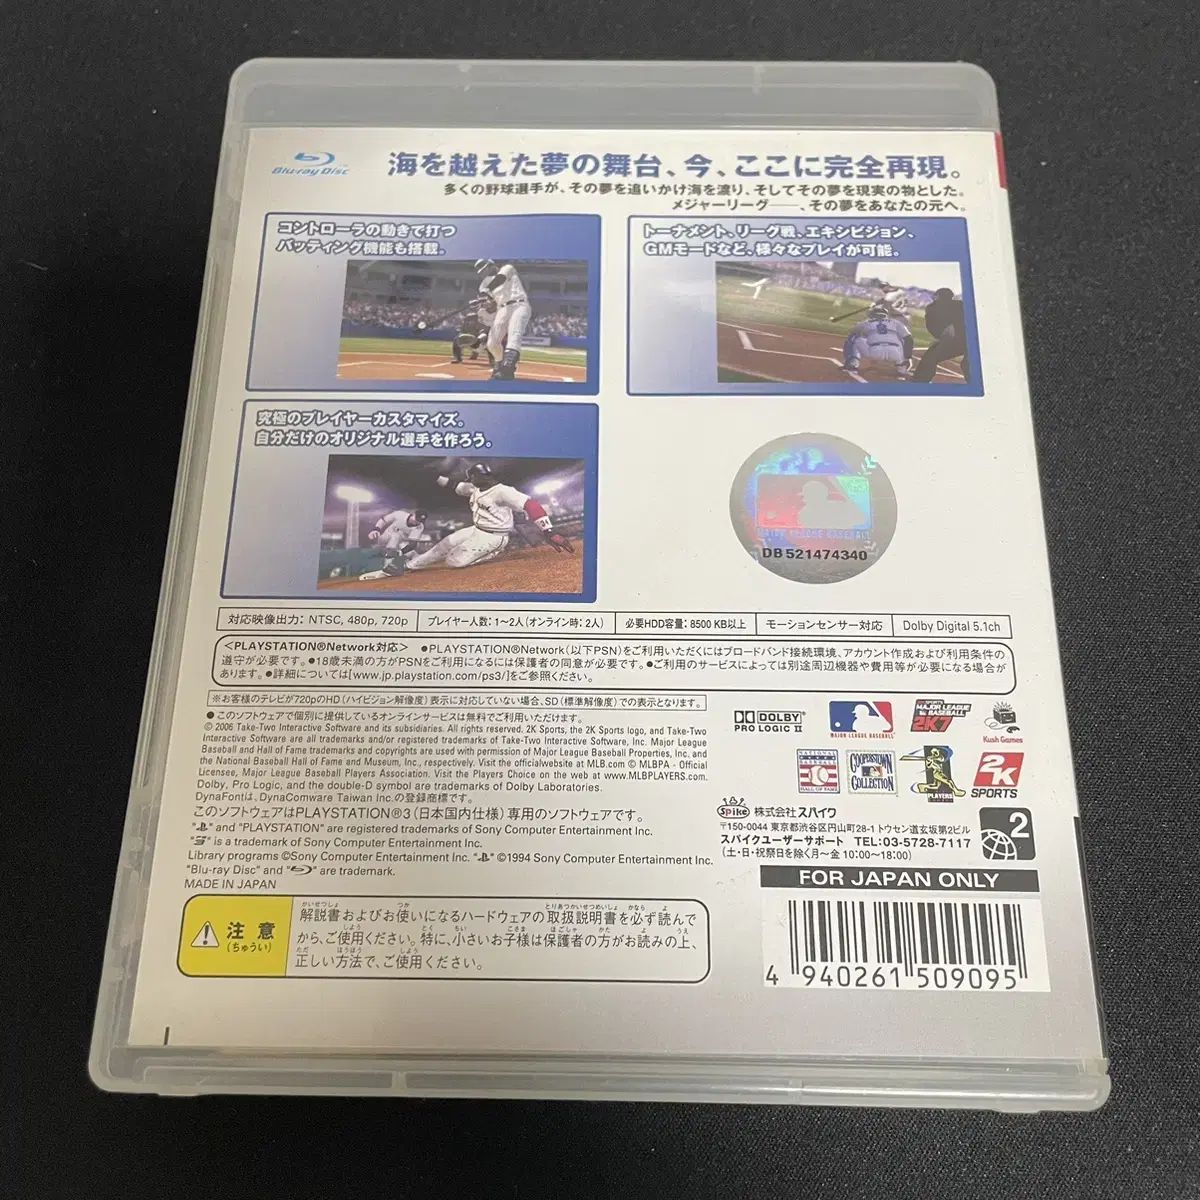 Blu-ray Disc
海を越えた夢の舞台、今、ここに完全再現。
多くの野球選手が、その夢を追いかけ海を渡り、そしてその夢を現実の物とした。
メジャーリーグ――、その夢をあなたの元へ。
コントローラの動きで打つ
バッティング機能も搭載。
トーナメント、リーグ戦、エキシビジョン、
GMモードなど、様々なプレイが可能。
究極のプレイヤーカスタマイズ。
自分だけのオリジナル選手を作ろう。
MAJOR LEAGUE BASEBALL
DB 521474340
対応映像出力: NTSC, 480p, 720p
プレイヤー人数: 1〜2人 (オンライン時: 2人)
必要HDD容量: 8500 KB以上
モーションセンサー対応
Dolby Digital 5.1ch
<PLAYSTATION®Network対応> ●PLAYSTATION®Network(以下PSN)をご利用いただくにはブロードバンド接続環境、アカウント作成および利用条件の
遵守が必要です。●18歳未満の方がPSNをご利用になるには保護者の同意が必要です。●ご利用のサービスによっては別途周辺機器や費用等が必要になる場合が
あります。●詳細については[www.jp.playstation.com/ps3/]をご参照ください。
※お客様のテレビが720pのHD(ハイビジョン解像度)表示に対応していない場合、SD(標準解像度)での表示となります。
●このソフトウェアで個別に提供しているオンラインサービスは無料でご利用いただけます。
© 2006 Take-Two Interactive Software and its subsidiaries. All rights reserved. 2K Sports, the 2K Sports logo, and Take-Two
Interactive Software are all trademarks and/or registered trademarks of Take-Two Interactive Software, Inc. Major League
Baseball and Hall of Fame trademarks and copyrights are used with permission of Major League Baseball Properties, Inc. and
the National Baseball Hall of Fame and Museum, Inc., respectively. Visit the officialwebsite at MLB.com © MLBPA - Official
Licensee, Major League Baseball Players Association. Visit the Players Choice on the web at www.MLBPLAYERS.com.
Dolby, Pro Logic, and the double-D symbol are trademarks of Dolby Laboratories.
DynaFontは、DynaComware Taiwan Inc.の登録商標です。
このソフトウェアはPLAYSTATION®3(日本国内仕様)専用のソフトウェアです。
" " and "PLAYSTATION" are registered trademarks of Sony Computer Entertainment Inc.
" " is a trademark of Sony Computer Entertainment Inc.
Library programs ©Sony Computer Entertainment Inc. " " ©1994 Sony Computer Entertainment Inc.
"Blu-ray Disc" and " " are trademark.
MADE IN JAPAN
DOLBY
PRO LOGIC II
MAJOR LEAGUE BASEBALL
MAJOR LEAGUE
BASEBALL
2K7
Kush Games
NATIONAL
BASEBALL
HALL OF FAME
COOPERSTOWN
COLLECTION
PLAYERS
2K
SPORTS
Spike 株式会社 スパイク
〒150-0044 東京都渋谷区円山町28-1 トウセン道玄坂第2ビル
スパイクユーザーサポート TEL:03-5728-7117
(土・日・祝祭日を除く月〜金 10:00〜18:00)
2
FOR JAPAN ONLY
4 940261 509095
注意
(ちゅうい)
解説書およびお使いになるハードウェアの取扱説明書を必ず読んで
から、ご使用ください。特に、小さいお子様は保護者の方がお読みの上、
正しい方法で、ご使用ください。